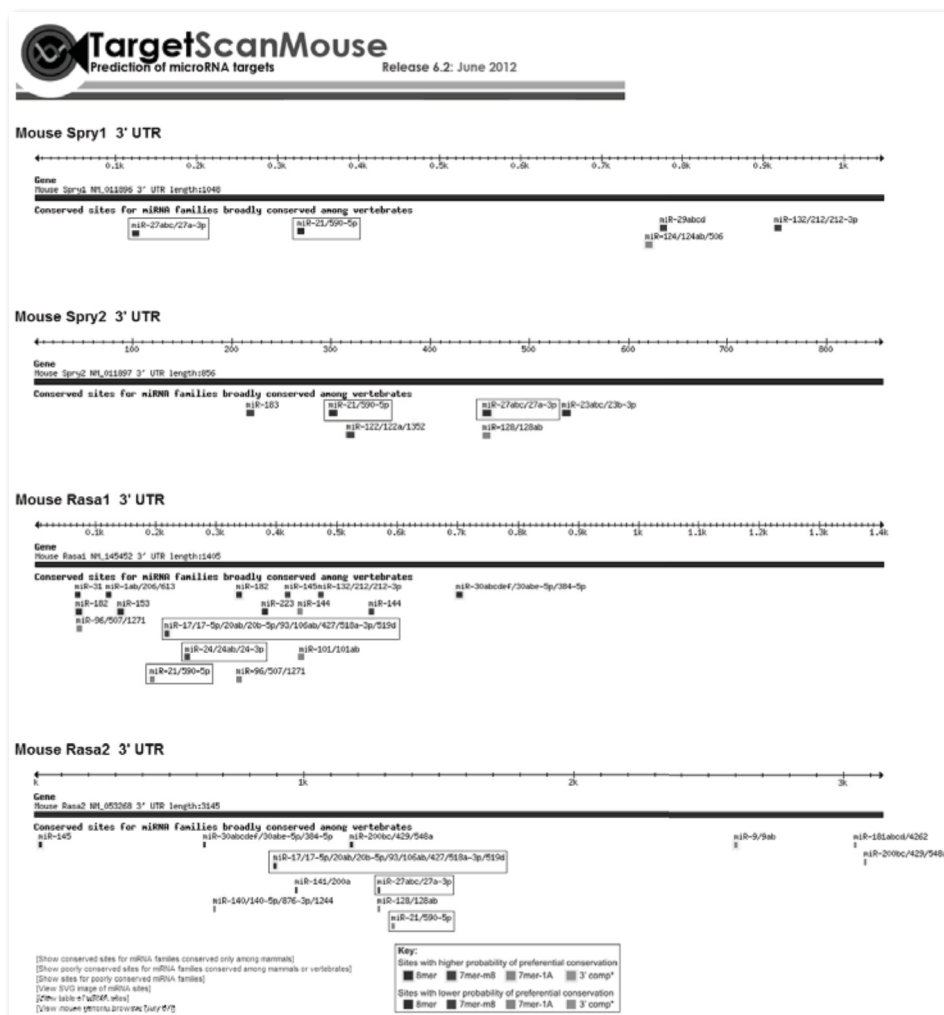 TargetScanMouse
Prediction of microRNA targets Release 6.2: June 2012
Mouse Spry1 3' UTR
0.1k 0.2k 0.3k 0.4k 0.5k 0.6k 0.7k 0.8k 0.9k 1k
Gene
Mouse Spry1 NM_011896 3' UTR length:1048
Conserved sites for miRNA families broadly conserved among vertebrates
miR-27abc/27a-3p miR-21/590-5p miR-29abcd miR-132/212/212-3p
miR-124/124ab/506
Mouse Spry2 3' UTR
100 200 300 400 500 600 700 800
Gene
Mouse Spry2 NM_011897 3' UTR length:856
Conserved sites for miRNA families broadly conserved among vertebrates
miR-183 miR-21/590-5p miR-27abc/27a-3p miR-23abc/23b-3p
miR-122/122a/1352 miR-128/128ab
Mouse Rasa1 3' UTR
0.1k 0.2k 0.3k 0.4k 0.5k 0.6k 0.7k 0.8k 0.9k 1k 1.1k 1.2k 1.3k 1.4k
Gene
Mouse Rasa1 NM_145452 3' UTR length:1405
Conserved sites for miRNA families broadly conserved among vertebrates
miR-31 miR-1ab/206/613 miR-182 miR-145 miR-132/212/212-3p miR-30abcdef/30abe-5p/384-5p
miR-182 miR-153 miR-223 miR-144 miR-144
miR-96/507/1271 miR-17/17-5p/20ab/20b-5p/93/106ab/427/518a-3p/519d
miR-24/24ab/24-3p miR-101/101ab
miR-21/590-5p miR-96/507/1271
Mouse Rasa2 3' UTR
k 1k 2k 3k
Gene
Mouse Rasa2 NM_053268 3' UTR length:3145
Conserved sites for miRNA families broadly conserved among vertebrates
miR-145 miR-30abcdef/30abe-5p/384-5p miR-200bc/429/548a miR-9/9ab miR-181abcd/4262
miR-17/17-5p/20ab/20b-5p/93/106ab/427/518a-3p/519d miR-200bc/429/548a
miR-141/200a miR-27abc/27a-3p
miR-140/140-5p/876-3p/1244 miR-128/128ab
miR-21/590-5p
[Show conserved sites for miRNA families conserved only among mammals]
[Show poorly conserved sites for miRNA families conserved among mammals or vertebrates]
[Show sites for poorly conserved miRNA families]
[View SVG image of miRNA sites]
[View table of miRNA sites]
Key:
Sites with higher probability of preferential conservation
8mer 7mer-m8 7mer-1A 3' comp*
Sites with lower probability of preferential conservation
8mer 7mer-m8 7mer-1A 3' comp*